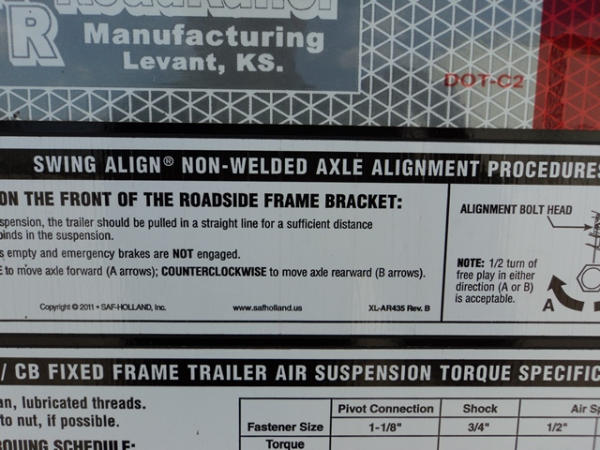 R
Manufacturing
Levant, KS.
DOT-C2
SWING ALIGN® NON-WELDED AXLE ALIGNMENT PROCEDURES
ON THE FRONT OF THE ROADSIDE FRAME BRACKET:
spension, the trailer should be pulled in a straight line for a sufficient distance
binds in the suspension.
s empty and emergency brakes are NOT engaged.
E to move axle forward (A arrows); COUNTERCLOCKWISE to move axle rearward (B arrows).
Copyright © 2011 • SAF-HOLLAND, Inc. www.safholland.us XL-AR435 Rev. B
ALIGNMENT BOLT HEAD
NOTE: 1/2 turn of
free play in either
direction (A or B)
is acceptable.
A
/ CB FIXED FRAME TRAILER AIR SUSPENSION TORQUE SPECIFIC
an, lubricated threads.
to nut, if possible.
Pivot Connection Shock Air Sp
Fastener Size 1-1/8" 3/4" 1/2"
Torque